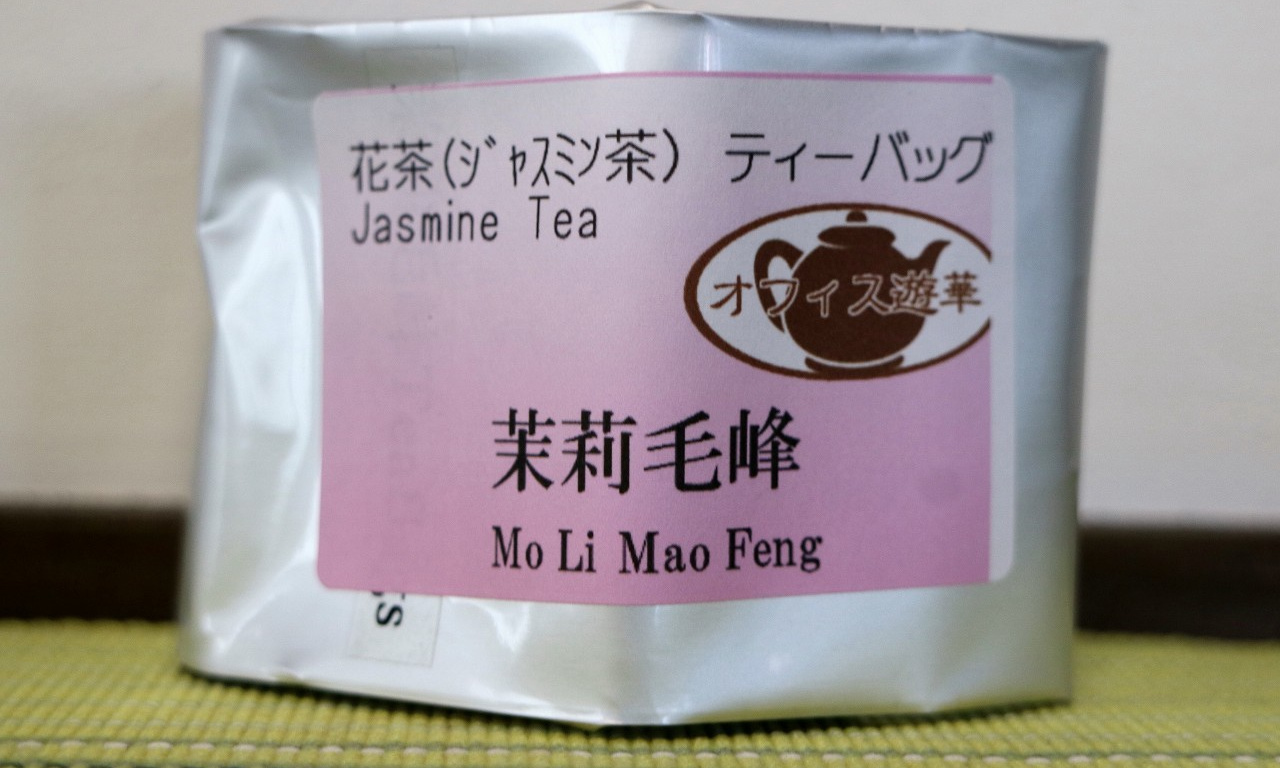 花茶(ｼﾞｬｽﾐﾝ茶) ティーバッグ
Jasmine Tea
オフィス遊華
茉莉毛峰
Mo Li Mao Feng